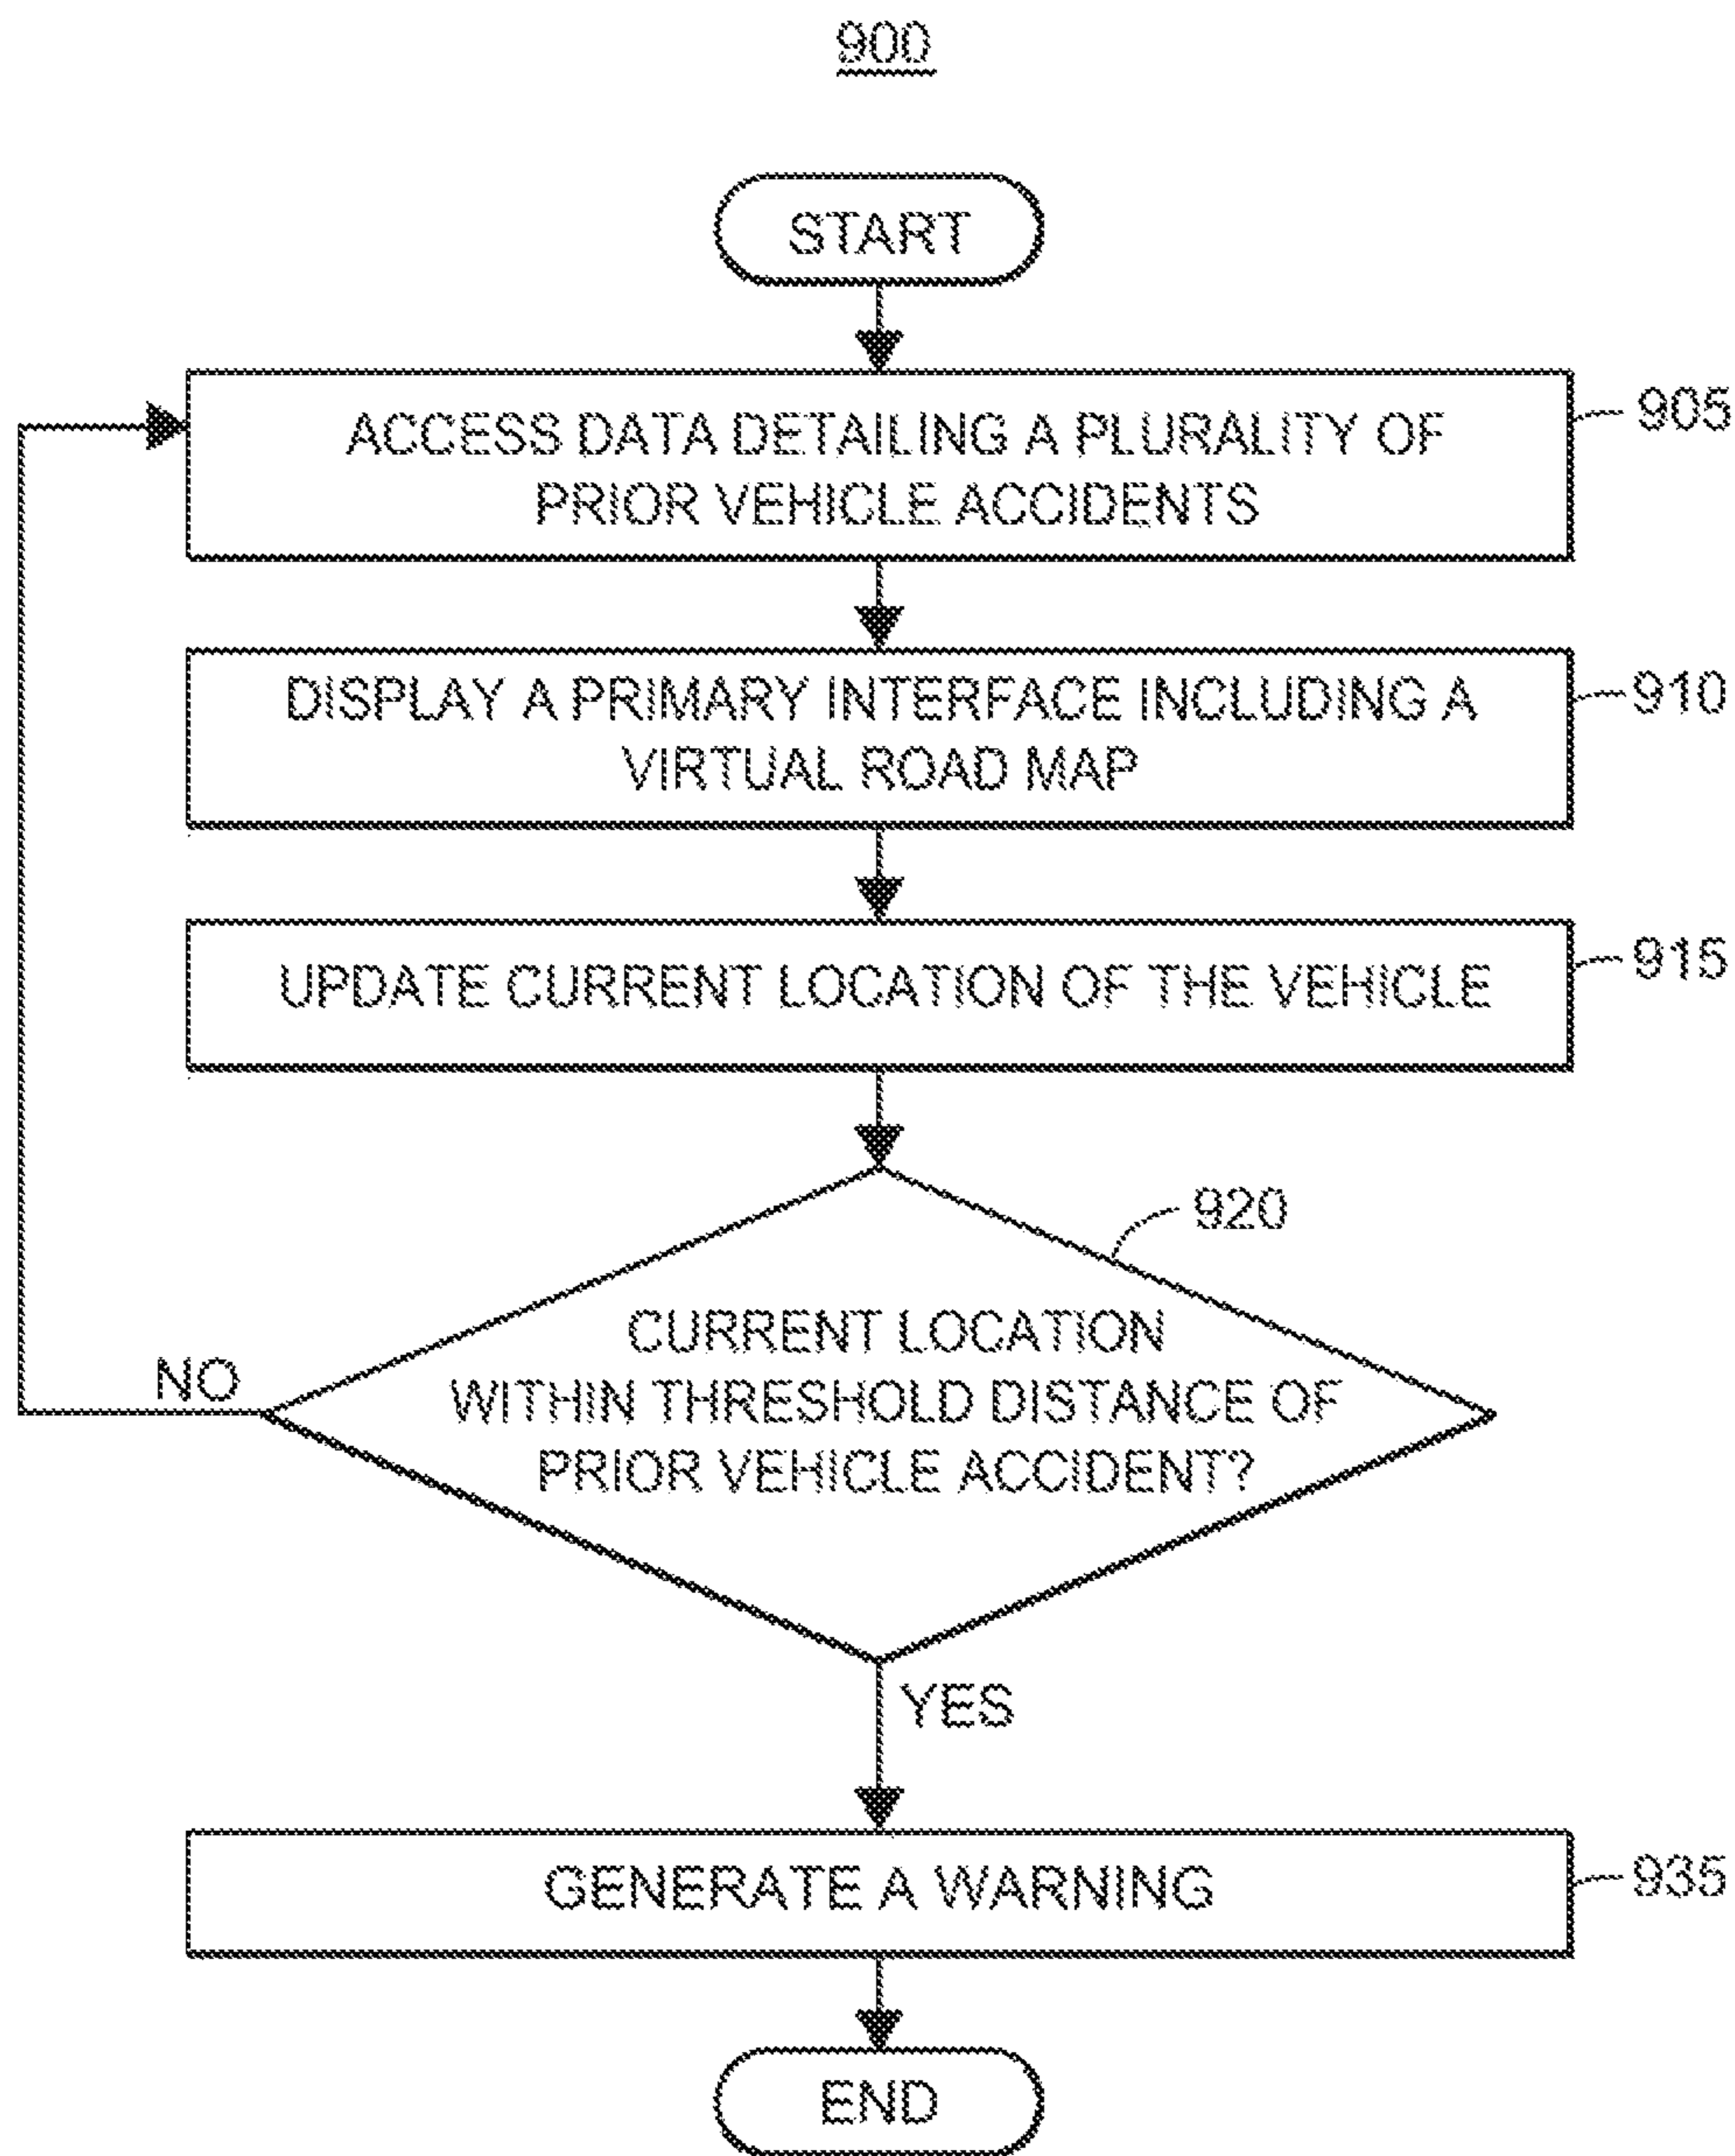 900
START
ACCESS DATA DETAILING A PLURALITY OF
PRIOR VEHICLE ACCIDENTS
905
DISPLAY A PRIMARY INTERFACE INCLUDING A
VIRTUAL ROAD MAP
910
UPDATE CURRENT LOCATION OF THE VEHICLE
915
920
CURRENT LOCATION
WITHIN THRESHOLD DISTANCE OF
PRIOR VEHICLE ACCIDENT?
NO
YES
GENERATE A WARNING
935
END